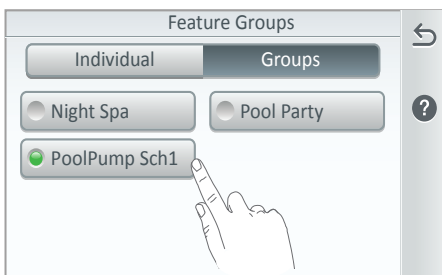 Feature Groups
Individual Groups
Night Spa Pool Party
PoolPump Sch1
?